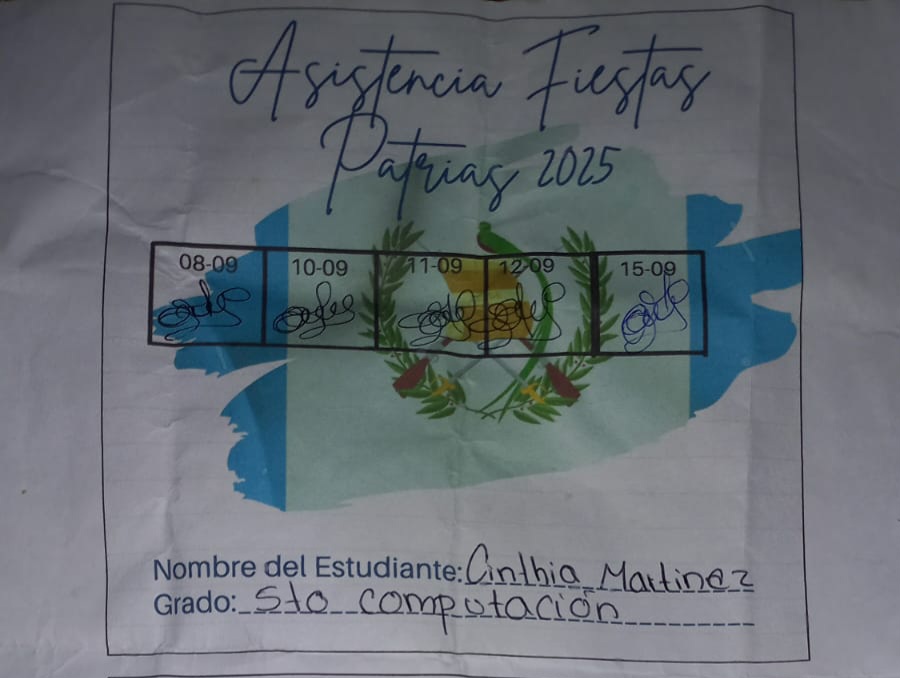 Asistencia Fiestas
Patrias 2025
08-09 10-09 11-09 12-09 15-09
Nombre del Estudiante: Cinthia Martinez
Grado: 5to computación